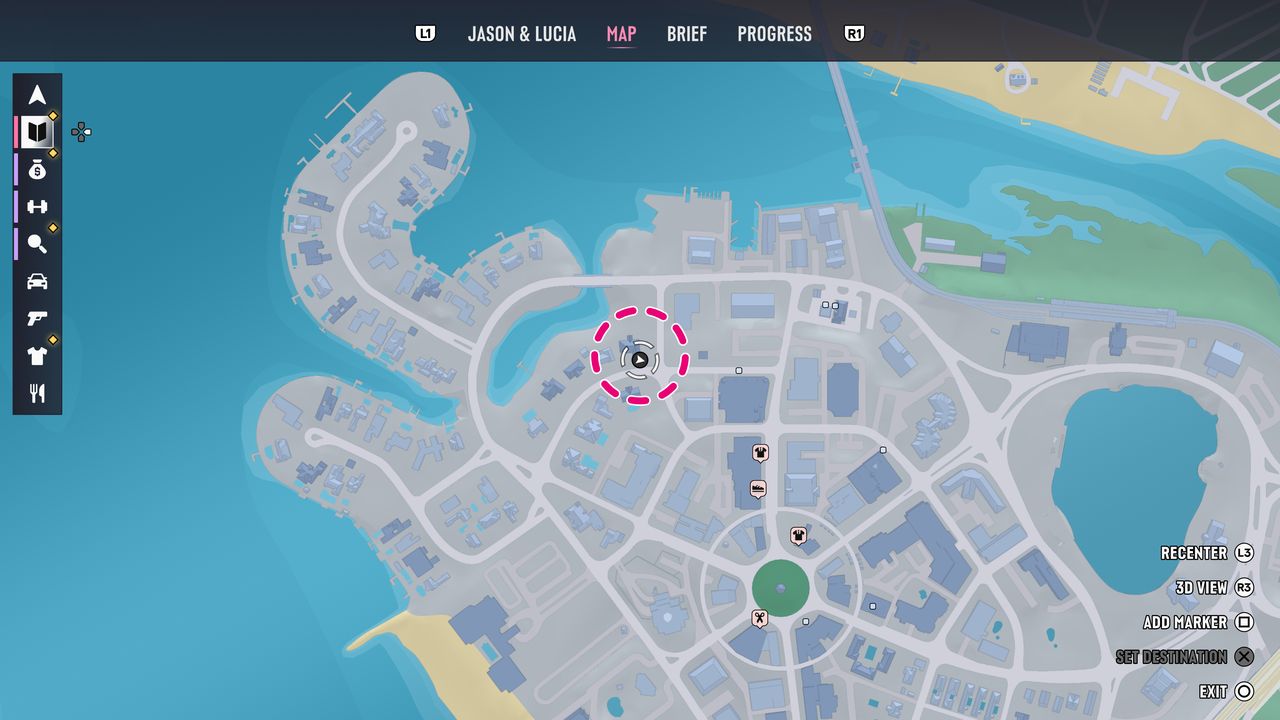 L1 JASON & LUCIA MAP BRIEF PROGRESS R1
$
RECENTER L3
3D VIEW R3
ADD MARKER
SET DESTINATION
EXIT